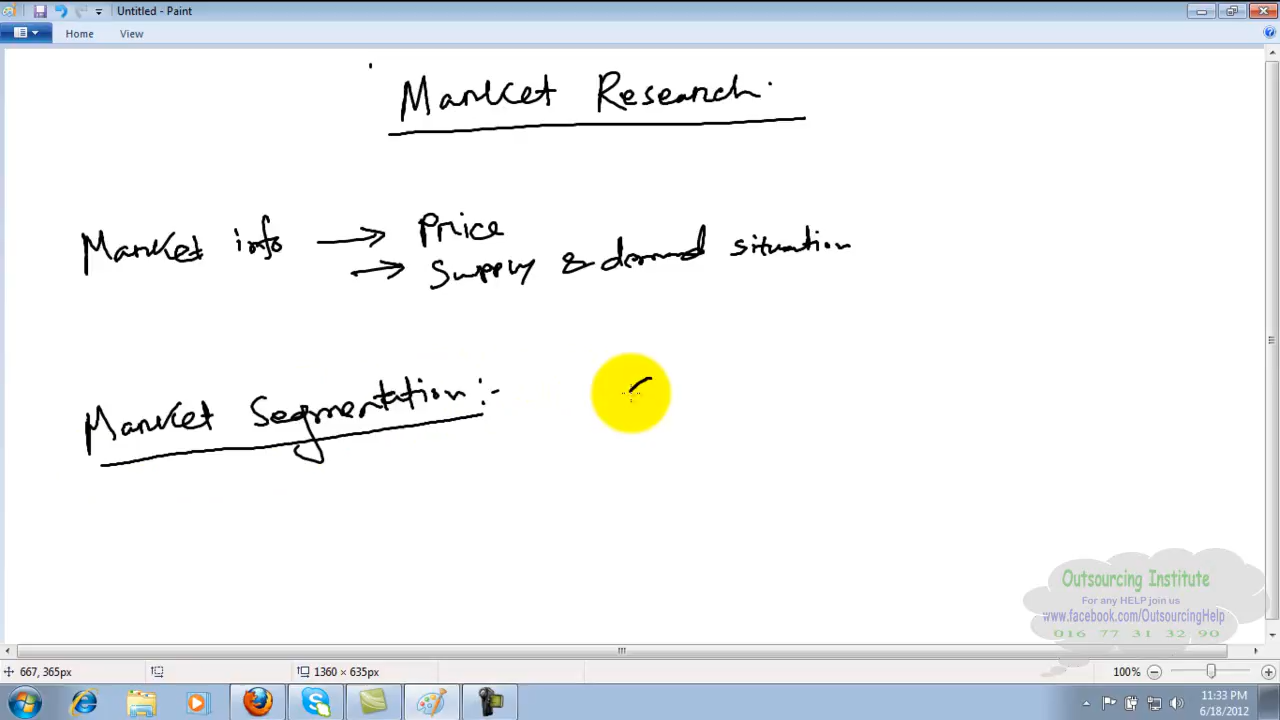 Untitled - Paint
Home View
Market Research.
Market info → Price
→ Supply & demand situation
Market Segmentation :-
Outsourcing Institute
For any HELP join us
www.facebook.com/OutsourcingHelp
016 77 31 32 90
667, 365px 1360 × 635px 100%
11:33 PM
6/18/2012